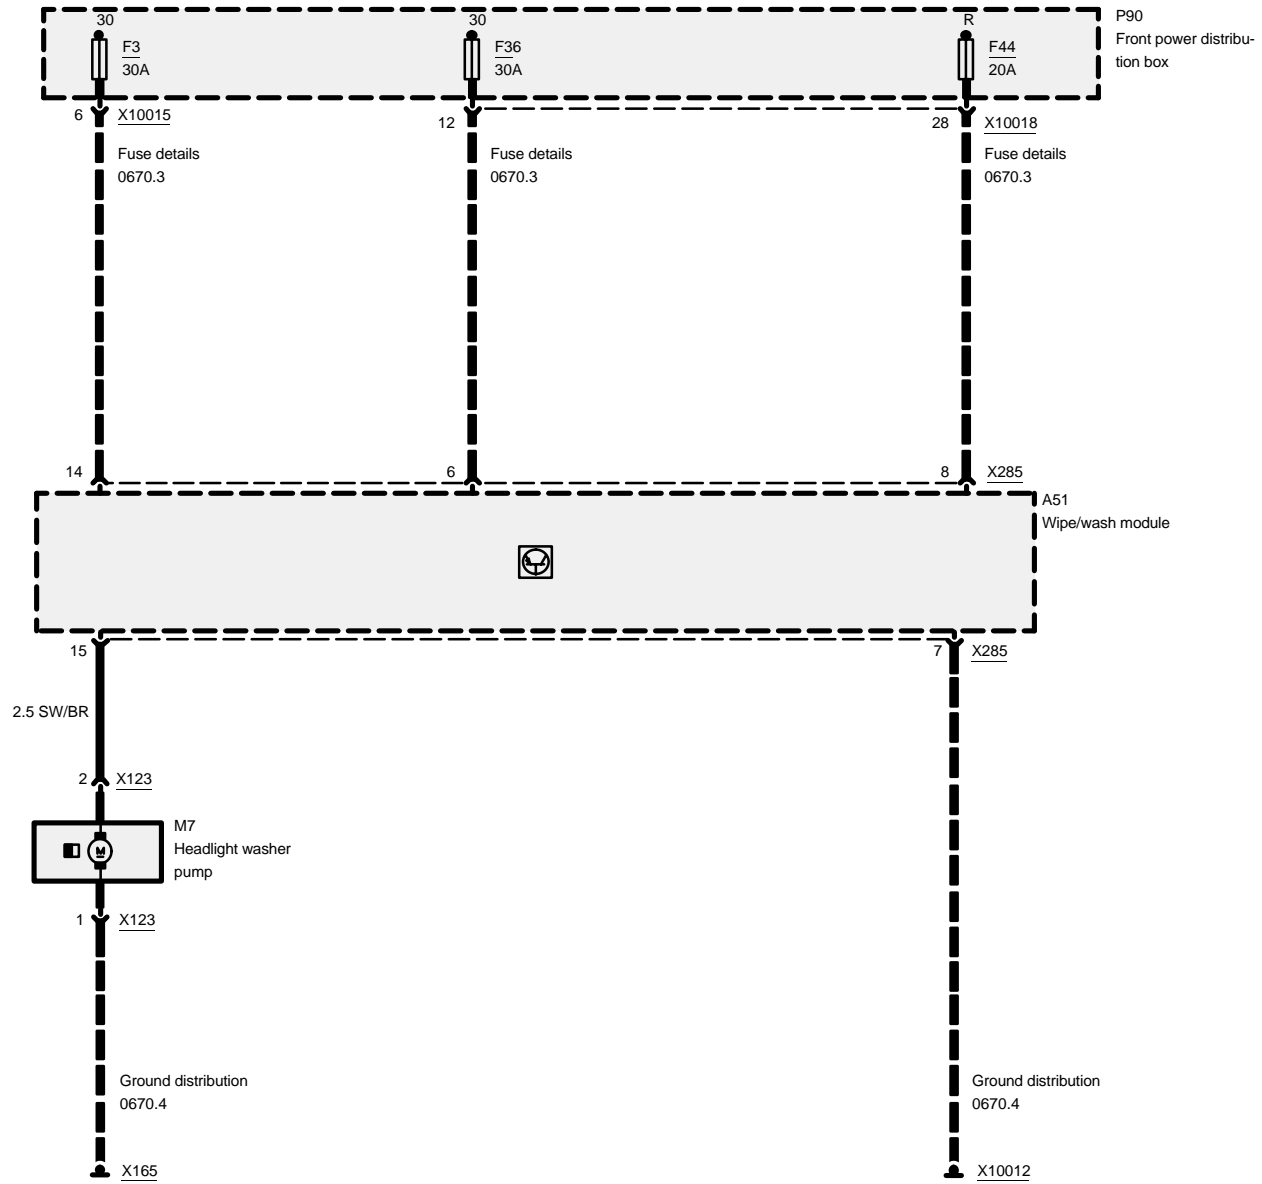 30
30
R
P90
Front power distribu-
tion box
F3
30A
F36
30A
F44
20A
6
X10015
12
28
X10018
Fuse details
0670.3
Fuse details
0670.3
Fuse details
0670.3
14
6
8
X285
A51
Wipe/wash module
15
7
X285
2.5 SW/BR
2
X123
M7
Headlight washer
pump
M
1
X123
Ground distribution
0670.4
Ground distribution
0670.4
X165
X10012